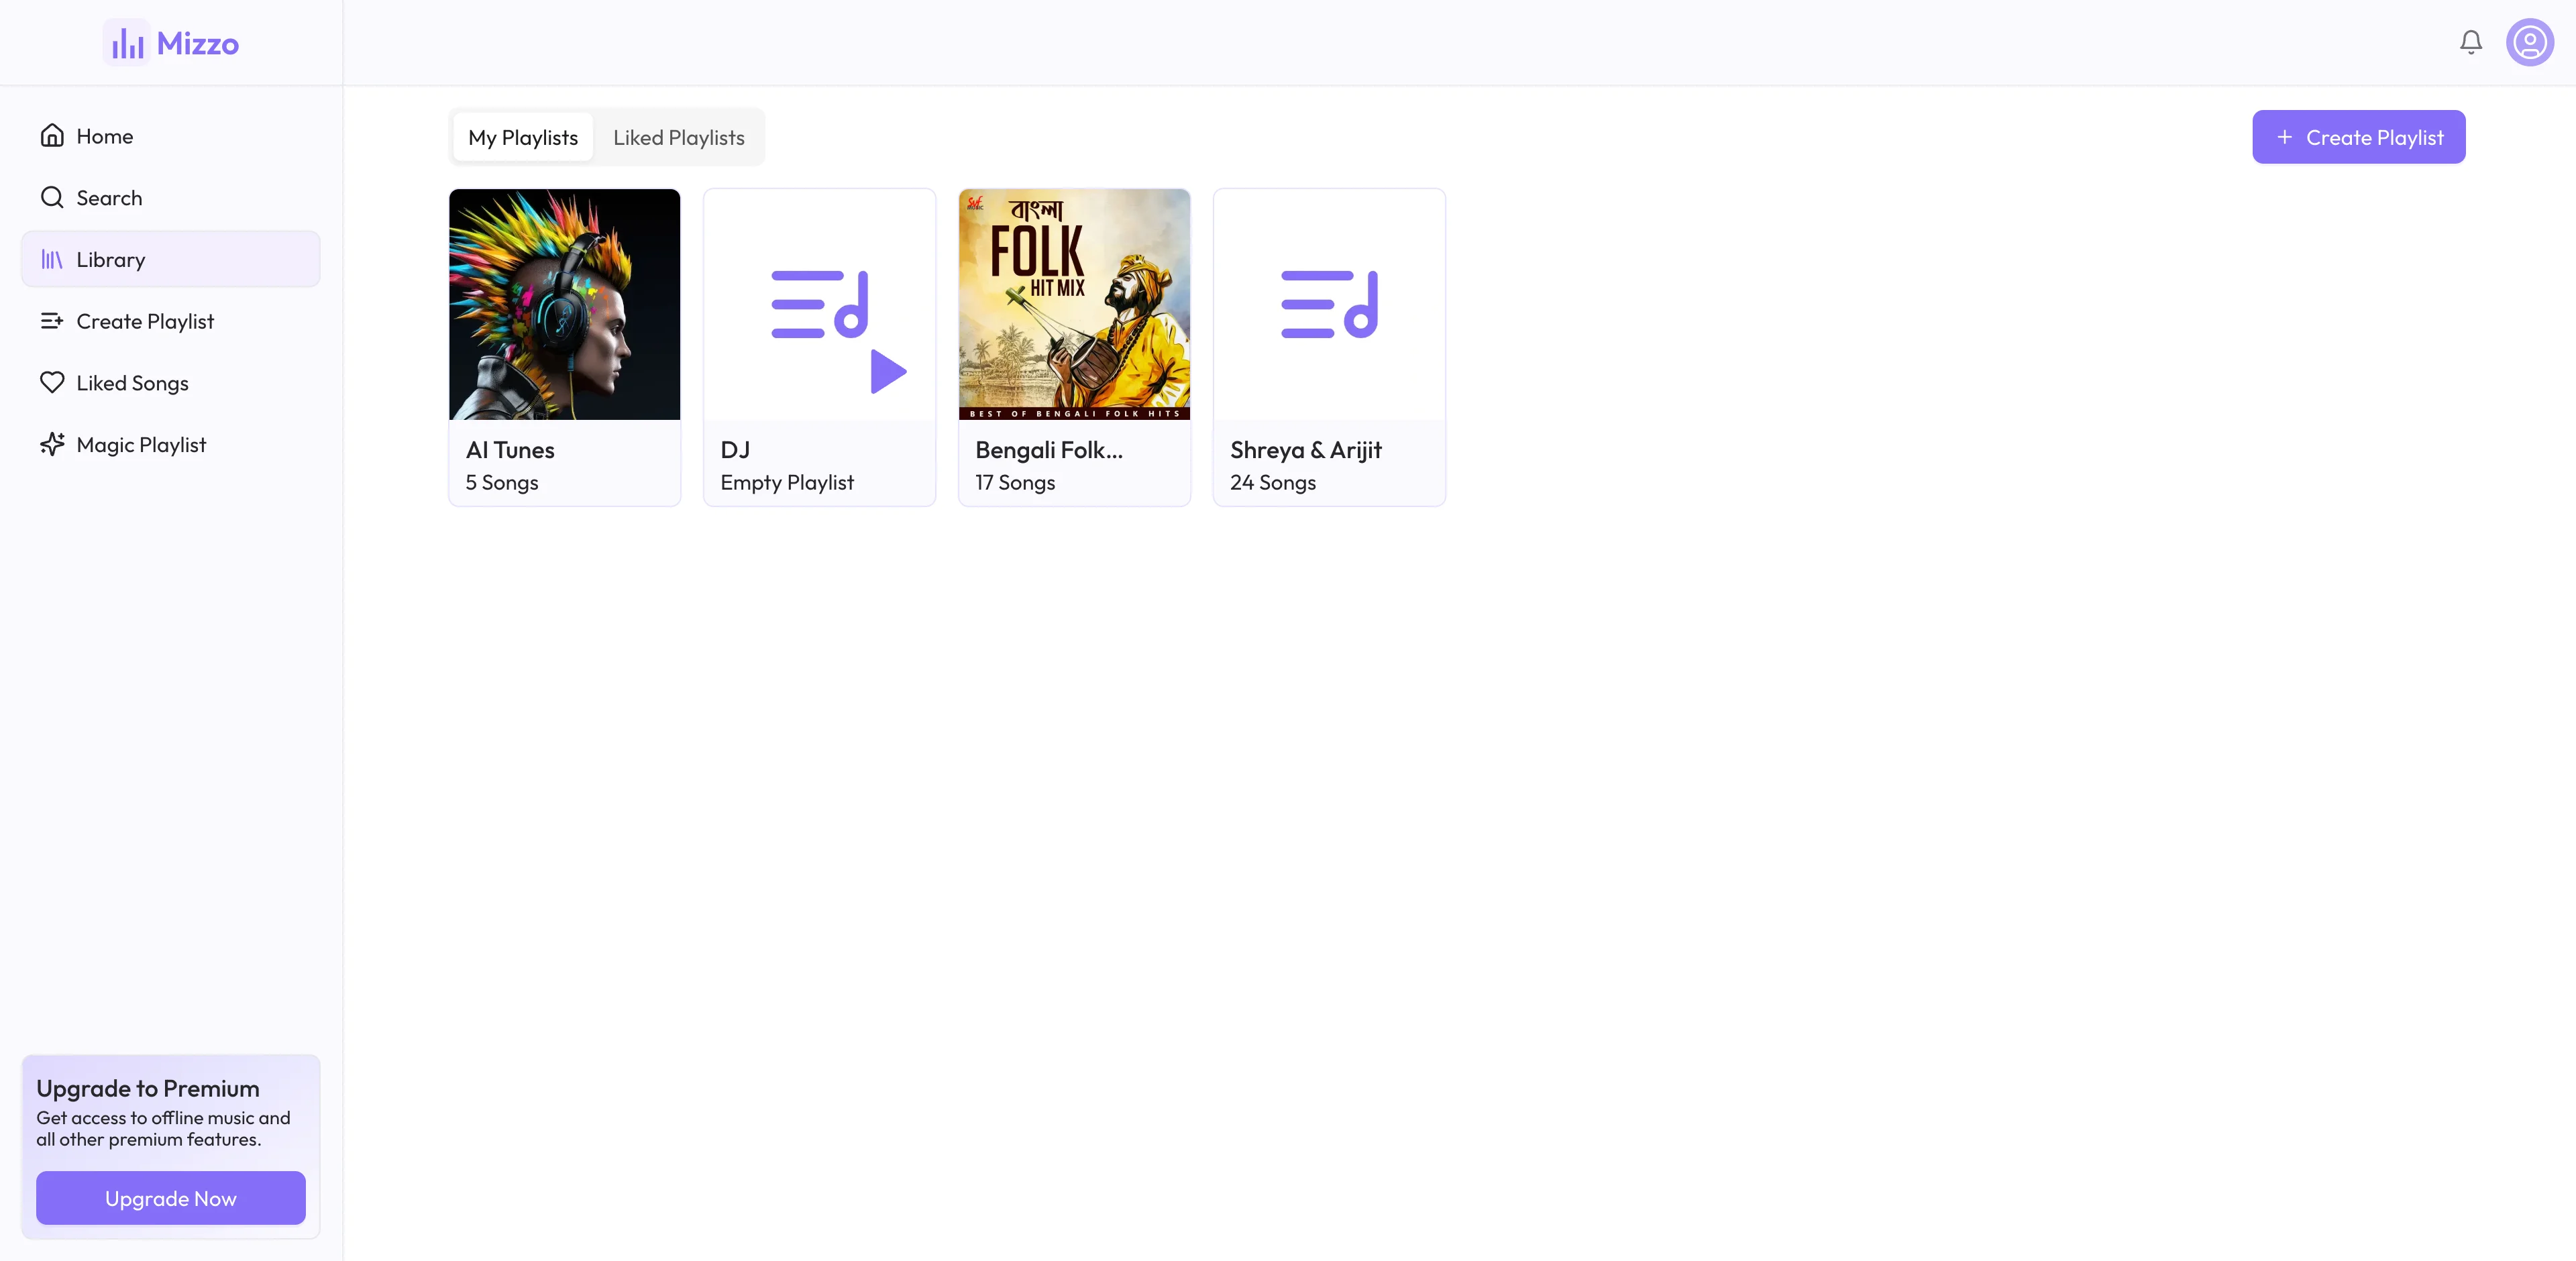 Mizzo
Home
Search
Library
Create Playlist
Liked Songs
Magic Playlist
Upgrade to Premium
Get access to offline music and
all other premium features.
Upgrade Now
My Playlists
Liked Playlists
+ Create Playlist
AI Tunes
5 Songs
DJ
Empty Playlist
SVF
MUSIC
বাংলা
FOLK
HIT MIX
BEST OF BENGALI FOLK HITS
Bengali Folk...
17 Songs
Shreya & Arijit
24 Songs